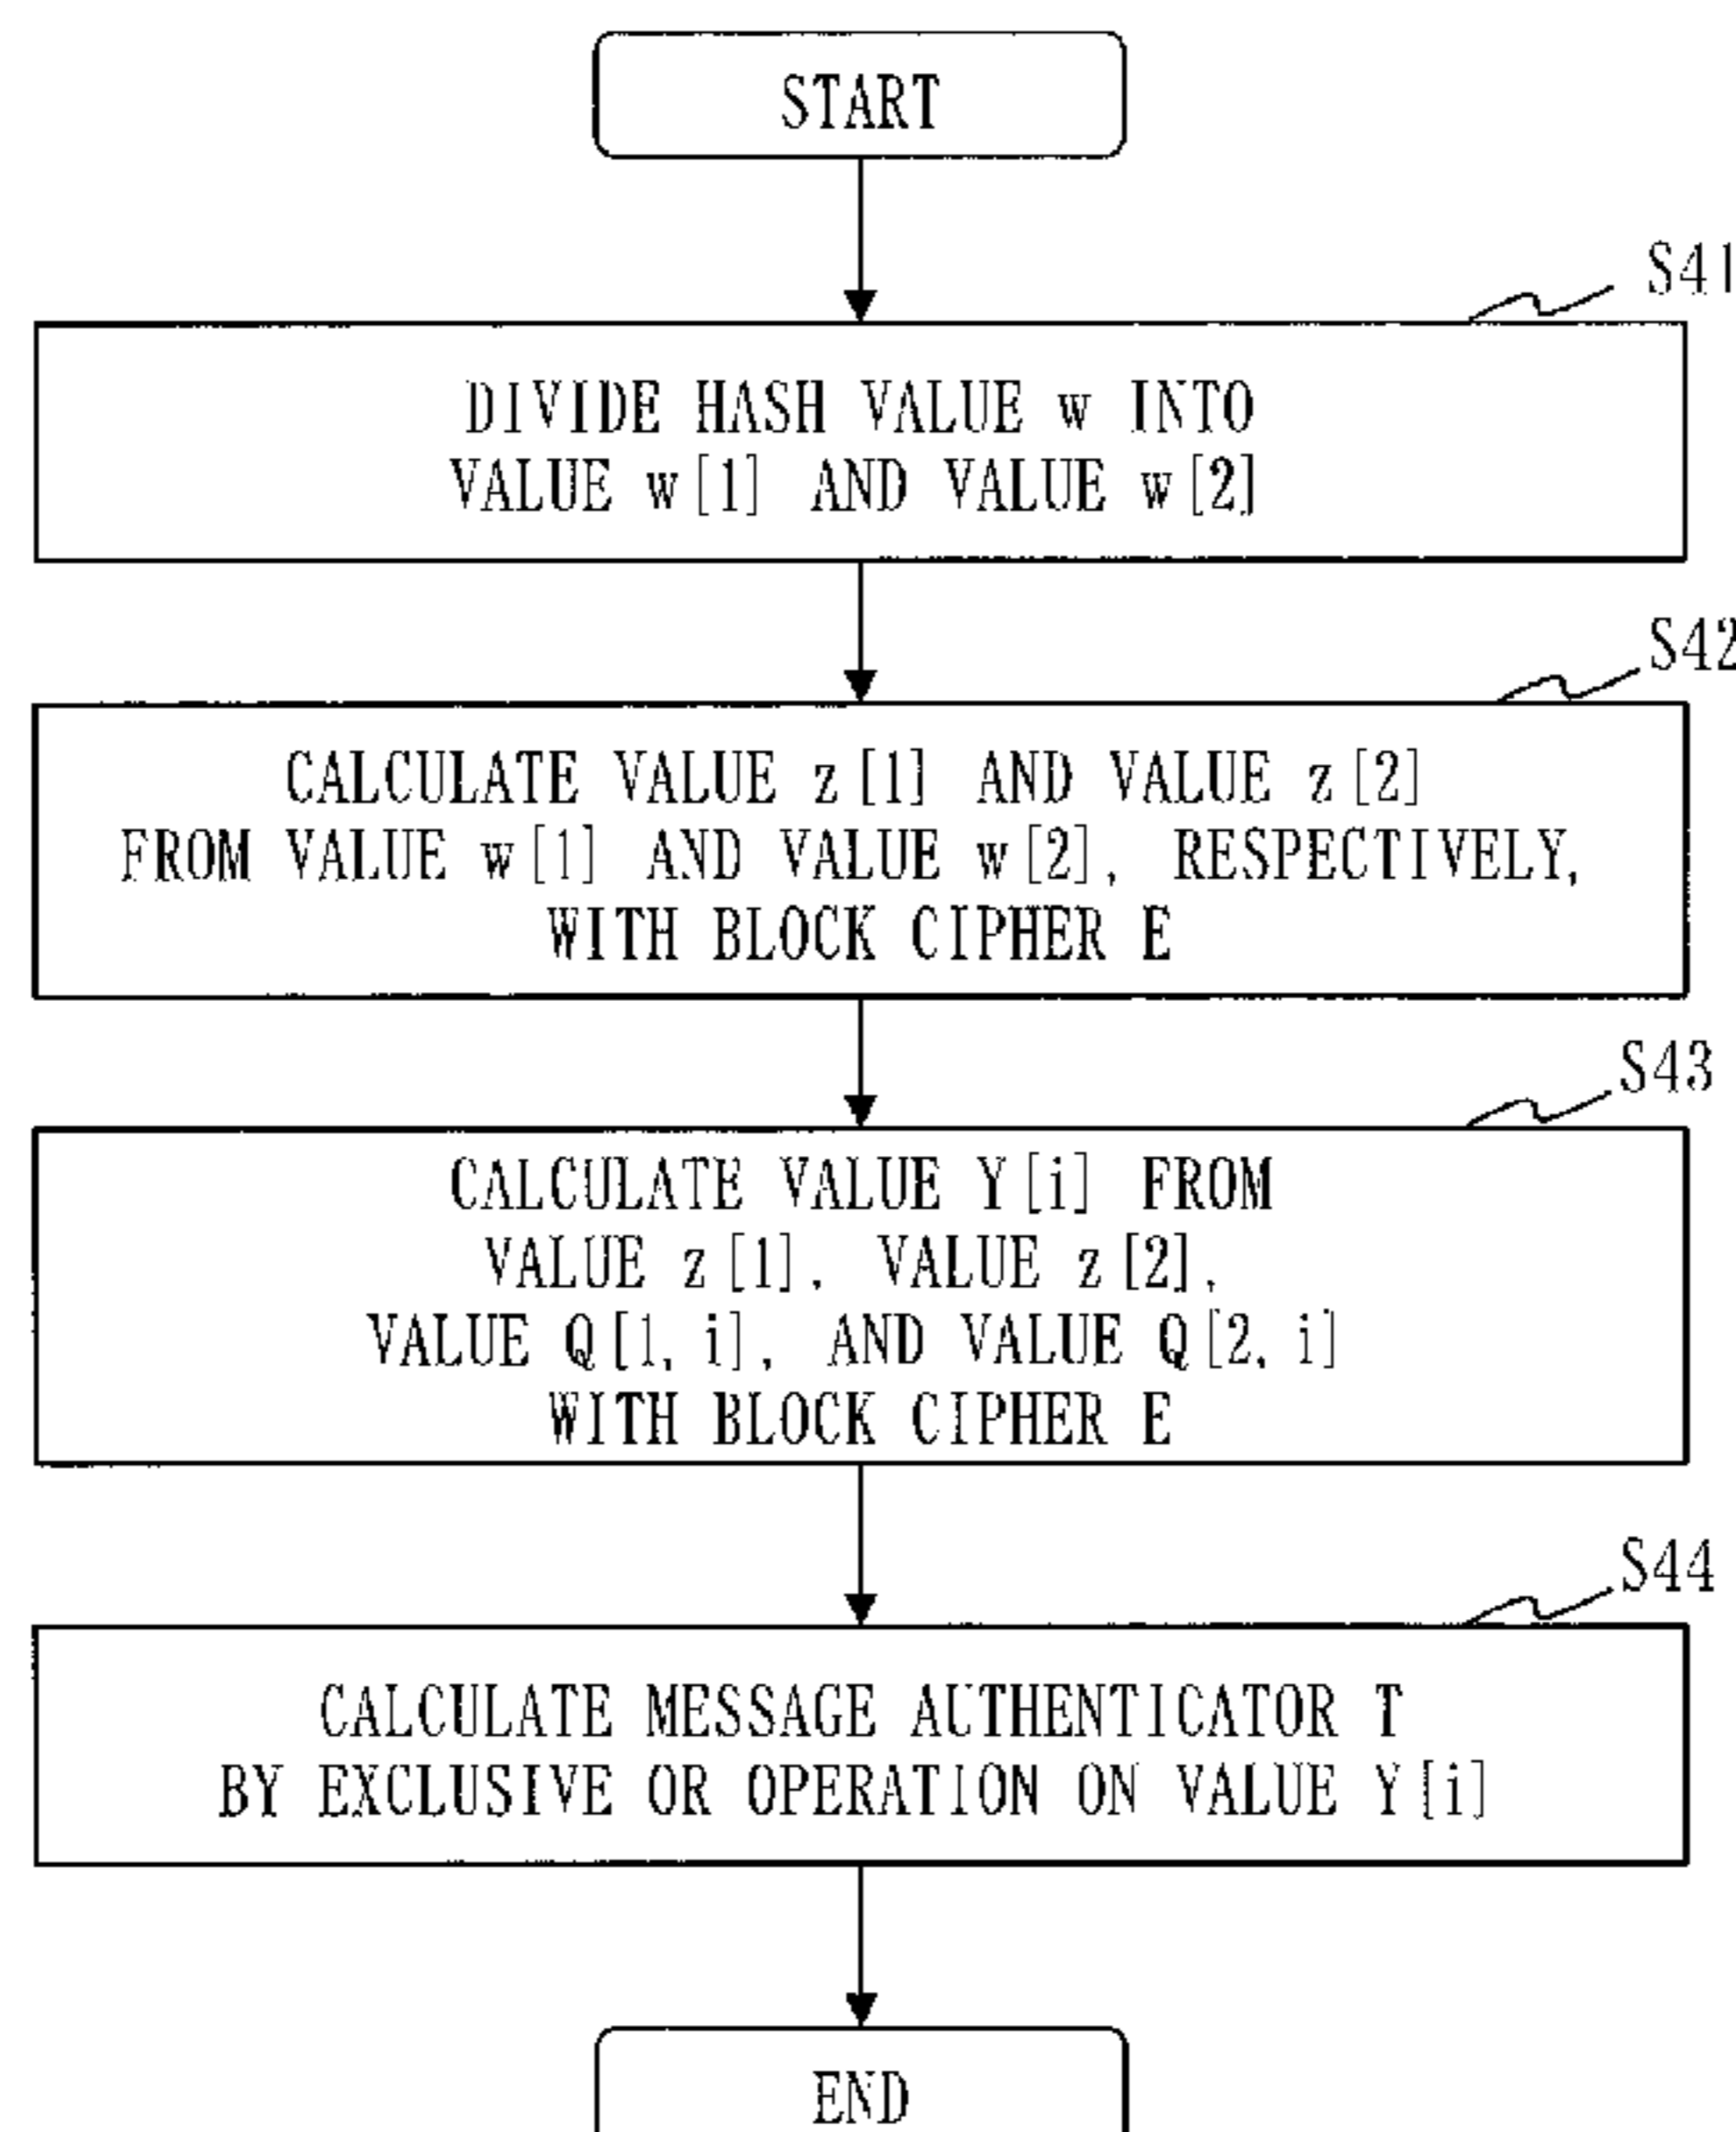 START
S41
DIVIDE HASH VALUE w INTO
VALUE w[1] AND VALUE w[2]
S42
CALCULATE VALUE z[1] AND VALUE z[2]
FROM VALUE w[1] AND VALUE w[2], RESPECTIVELY,
WITH BLOCK CIPHER E
S43
CALCULATE VALUE Y[i] FROM
VALUE z[1], VALUE z[2],
VALUE Q[1, i], AND VALUE Q[2, i]
WITH BLOCK CIPHER E
S44
CALCULATE MESSAGE AUTHENTICATOR T
BY EXCLUSIVE OR OPERATION ON VALUE Y[i]
END